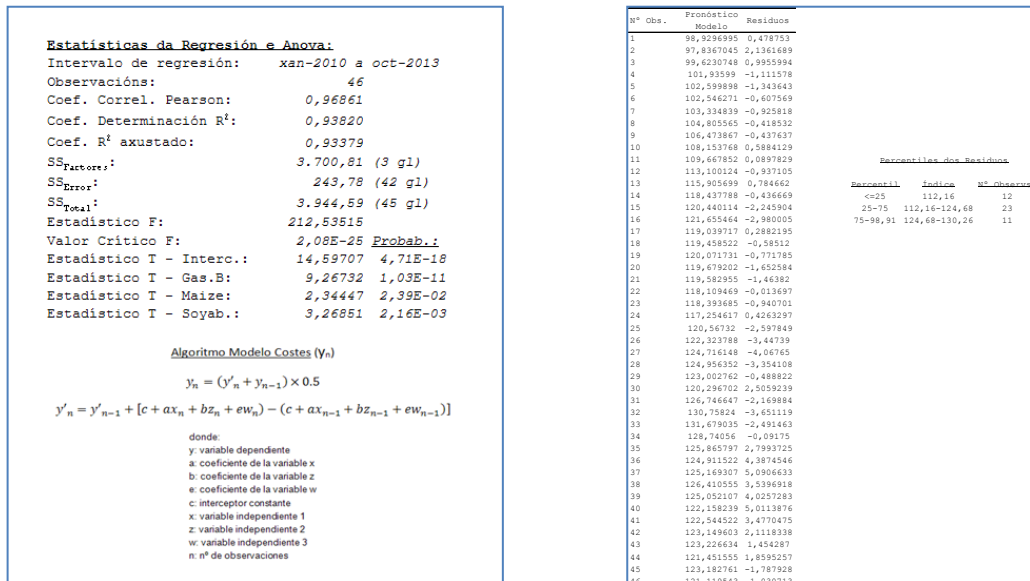 Estatísticas da Regresión e Anova:
Intervalo de regresión: xan-2010 a oct-2013
Observacións: 46
Coef. Correl. Pearson: 0,96861
Coef. Determinación R²: 0,93820
Coef. R² axustado: 0,93379
SS Factores: 3.700,81 (3 gl)
SS Error: 243,78 (42 gl)
SS Total: 3.944,59 (45 gl)
Estadístico F: 212,53515
Valor Crítico F: 2,08E-25 Probab.:
Estadístico T - Interc.: 14,59707 4,71E-18
Estadístico T - Gas.B: 9,26732 1,03E-11
Estadístico T - Maize: 2,34447 2,39E-02
Estadístico T - Soyab.: 3,26851 2,16E-03
Algoritmo Modelo Costes (yₙ)
yₙ = (y′ₙ + yₙ₋₁) × 0.5
y′ₙ = y′ₙ₋₁ + [c + axₙ + bzₙ + ewₙ) − (c + axₙ₋₁ + bzₙ₋₁ + ewₙ₋₁)]
donde:
y: variable dependiente
a: coeficiente de la variable x
b: coeficiente de la variable z
e: coeficiente de la variable w
c: interceptor constante
x: variable independiente 1
z: variable independiente 2
w: variable independiente 3
n: nº de observaciones
Nº Obs. Pronóstico Modelo Residuos
1 98,9296995 0,478753
2 97,8367045 2,1361689
3 99,6230748 0,9955994
4 101,93599 -1,111578
5 102,599898 -1,343643
6 102,546271 -0,607569
7 103,334839 -0,925818
8 104,805565 -0,418532
9 106,473867 -0,437637
10 108,153768 0,5884129
11 109,667852 0,0897829
12 113,100124 -0,937105
13 115,905699 0,784662
14 118,437788 -0,436669
15 120,440114 -2,245904
16 121,655464 -2,980005
17 119,039717 0,2882195
18 119,458522 -0,58512
19 120,071731 -0,771785
20 119,679202 -1,652584
21 119,582955 -1,46382
22 118,109469 -0,013697
23 118,393685 -0,940701
24 117,254617 0,4263297
25 120,56732 -2,597849
26 122,323788 -3,44739
27 124,716148 -4,06765
28 124,956352 -3,354108
29 123,002762 -0,488822
30 120,296702 2,5059239
31 126,746647 -2,169884
32 130,75824 -3,651119
33 131,679035 -2,491463
34 128,74056 -0,09175
35 125,865797 2,7993725
36 124,911522 4,3874546
37 125,169307 5,0906633
38 126,410555 3,5396918
39 125,052107 4,0257283
40 122,158239 5,0113876
41 122,544522 3,4770475
42 123,149603 2,1118338
43 123,226634 1,454287
44 121,451555 1,8595257
45 123,182761 -1,787928
Percentiles dos Residuos
Percentil Índice Nº Observ
<=25 112,16 12
25-75 112,16-124,68 23
75-98,91 124,68-130,26 11